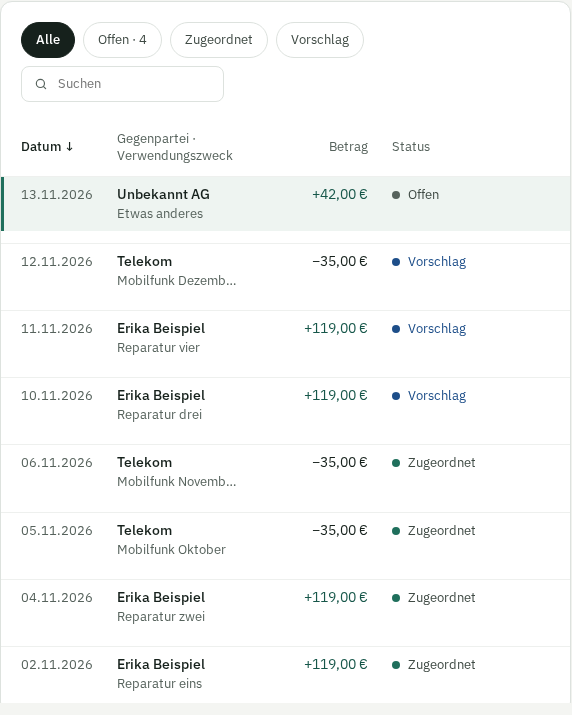 Alle Offen · 4 Zugeordnet Vorschlag
Suchen
Datum ↓ Gegenpartei · Verwendungszweck Betrag Status
13.11.2026 Unbekannt AG +42,00 € Offen
Etwas anderes
12.11.2026 Telekom −35,00 € Vorschlag
Mobilfunk Dezemb…
11.11.2026 Erika Beispiel +119,00 € Vorschlag
Reparatur vier
10.11.2026 Erika Beispiel +119,00 € Vorschlag
Reparatur drei
06.11.2026 Telekom −35,00 € Zugeordnet
Mobilfunk Novemb…
05.11.2026 Telekom −35,00 € Zugeordnet
Mobilfunk Oktober
04.11.2026 Erika Beispiel +119,00 € Zugeordnet
Reparatur zwei
02.11.2026 Erika Beispiel +119,00 € Zugeordnet
Reparatur eins